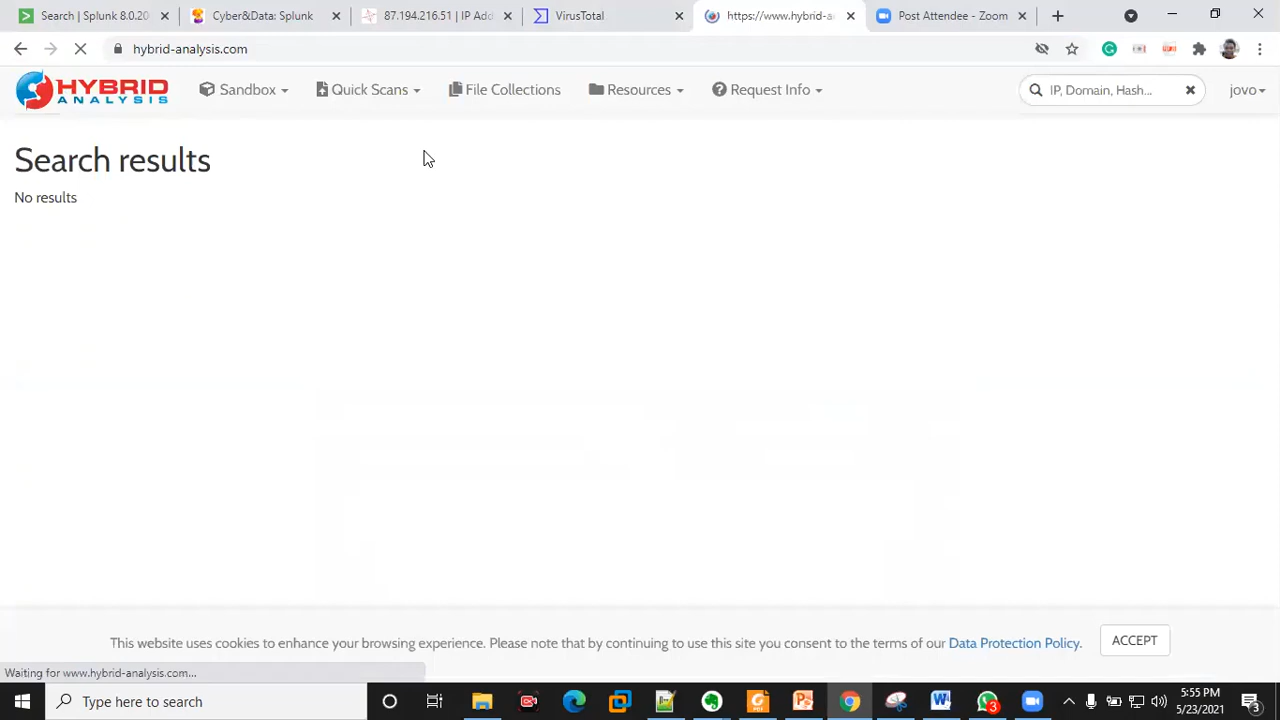 Search | Splunk 8.0.20
Cyber&Data: Splunk
87.194.216.51 | IP Add
VirusTotal
https://www.hybrid-a
Post Attendee - Zoom
hybrid-analysis.com
HYBRID
ANALYSIS
Sandbox
Quick Scans
File Collections
Resources
Request Info
IP, Domain, Hash...
jovo
Search results
No results
This website uses cookies to enhance your browsing experience. Please note that by continuing to use this site you consent to the terms of our Data Protection Policy.
ACCEPT
Waiting for www.hybrid-analysis.com...
Type here to search
3
5:55 PM
5/23/2021
3